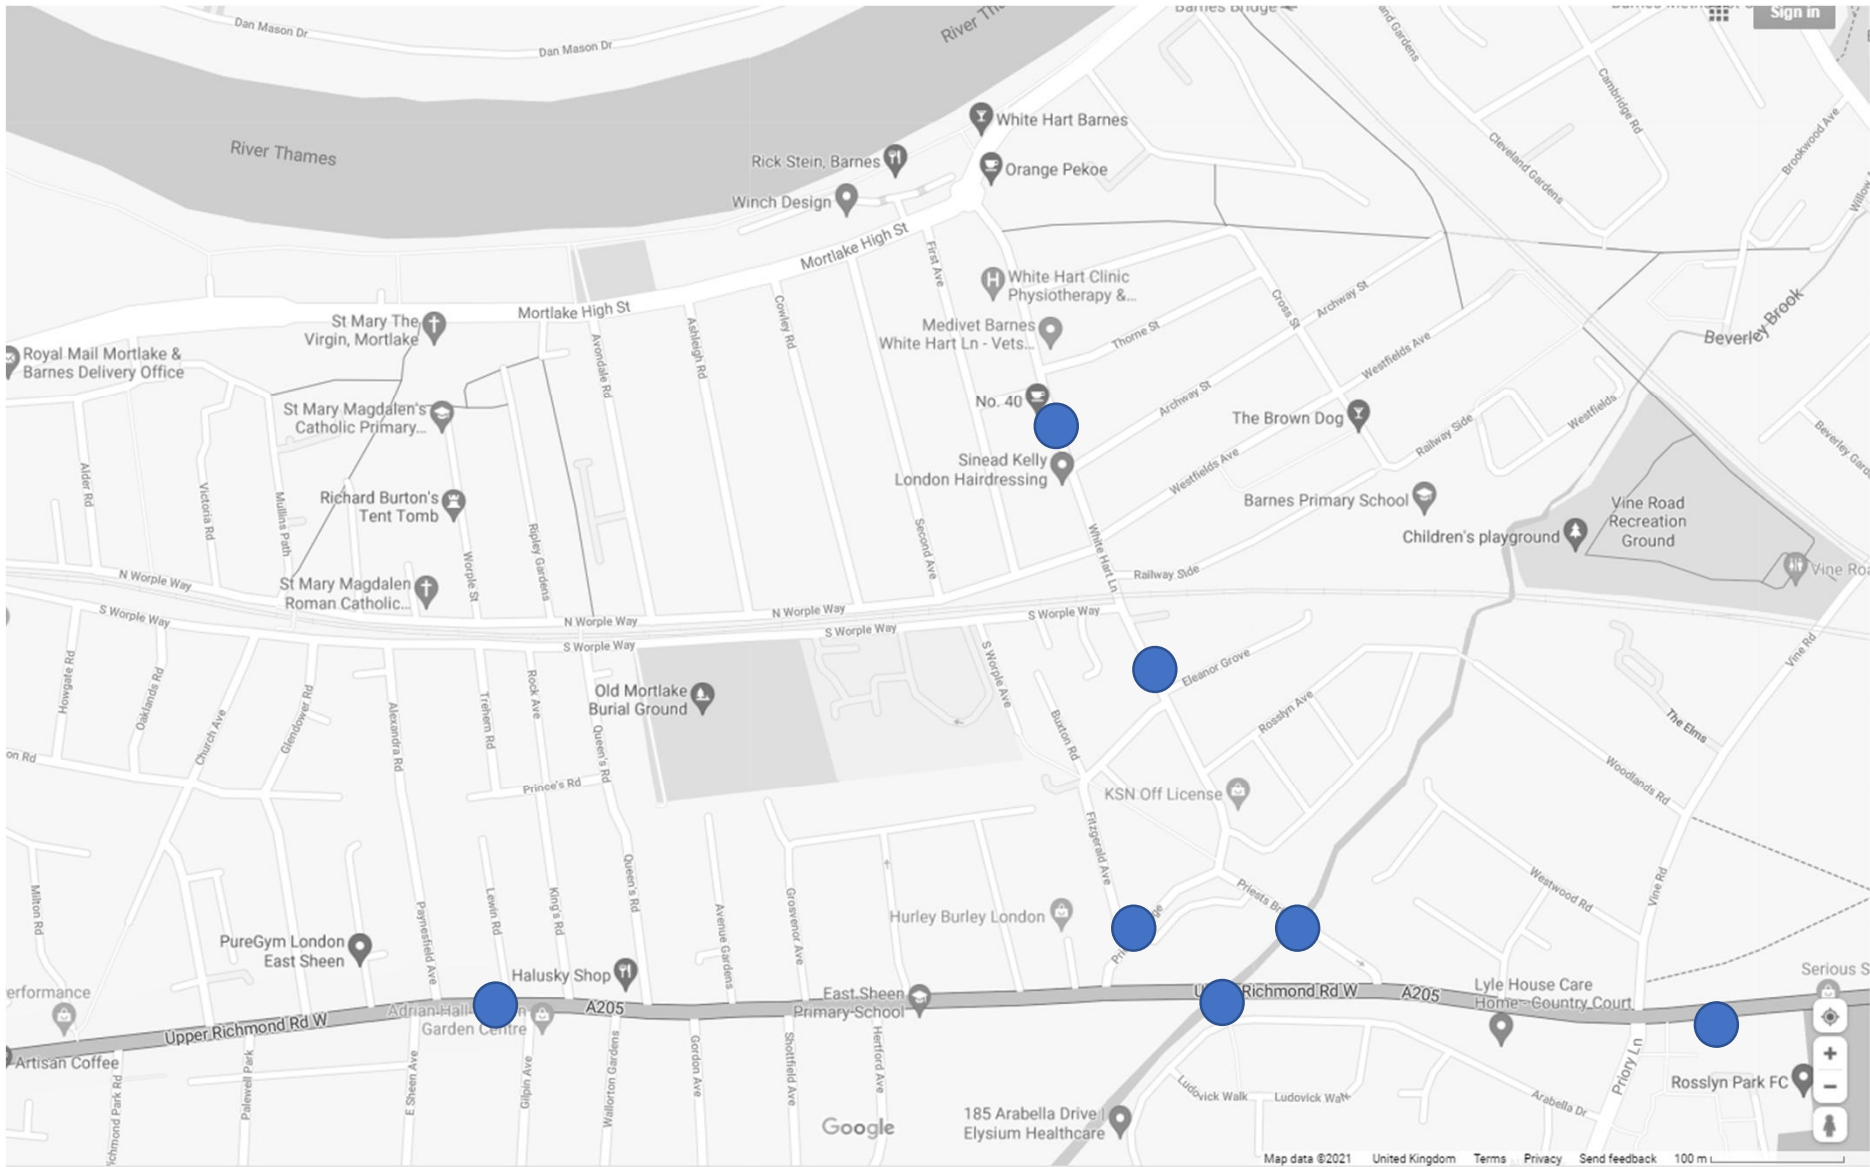 Dan Mason Dr
Dan Mason Dr
River
Barnes Bridge
Sign in
Cambridge Rd
Brookwood Ave
River Thames
White Hart Barnes
Rick Stein, Barnes
Orange Pekoe
Winch Design
Cleveland Gardens
Mortlake High St
First Ave
White Hart Clinic
Physiotherapy &...
Mortlake High St
St Mary The
Virgin, Mortlake
Cowley Rd
Ashleigh Rd
Avondale Rd
Medivet Barnes
White Hart Ln - Vets...
Thorne St
Cross St
Archway St
Westfields Ave
Beverley Brook
Royal Mail Mortlake &
Barnes Delivery Office
St Mary Magdalen's
Catholic Primary...
No. 40
Archway St
The Brown Dog
Railway Side
Westfields
Alder Rd
Victoria Rd
Mullins Path
Richard Burton's
Tent Tomb
Sinead Kelly
London Hairdressing
Westfields Ave
Barnes Primary School
Children's playground
Vine Road
Recreation
Ground
Ripley Gardens
Worple St
Second Ave
White Hart Ln
Railway Side
N Worple Way
St Mary Magdalen
Roman Catholic...
S Worple Way
N Worple Way
N Worple Way
S Worple Way
S Worple Way
S Worple Way
Howgate Rd
Oaklands Rd
Church Ave
Glendower Rd
Alexandra Rd
Trehern Rd
Rock Ave
Queen's Rd
Old Mortlake
Burial Ground
S Worple Ave
Buxton Rd
Eleanor Grove
Rosslyn Ave
Vine Rd
The Elms
Woodlands Rd
Prince's Rd
KSN Off License
Fitzgerald Ave
Milton Rd
Paynesfield Ave
Lewin Rd
King's Rd
Queen's Rd
Avenue Gardens
Grosvenor Ave
Hurley Burley London
Westwood Rd
Vine Rd
PureGym London
East Sheen
Halusky Shop
East Sheen
Primary School
Garden Centre
A205
Upper Richmond Rd W
Richmond Rd W
A205
Lyle House Care
Home - Country Court
Artisan Coffee
Palewell Park
E Sheen Ave
Gilpin Ave
Wallorton Gardens
Gordon Ave
Shottfield Ave
Hertford Ave
Priory Ln
Rosslyn Park FC
Ludovick Walk
Ludovick Walk
Arabella Dr
185 Arabella Drive |
Elysium Healthcare
Google
Map data ©2021 United Kingdom Terms Privacy Send feedback 100 m